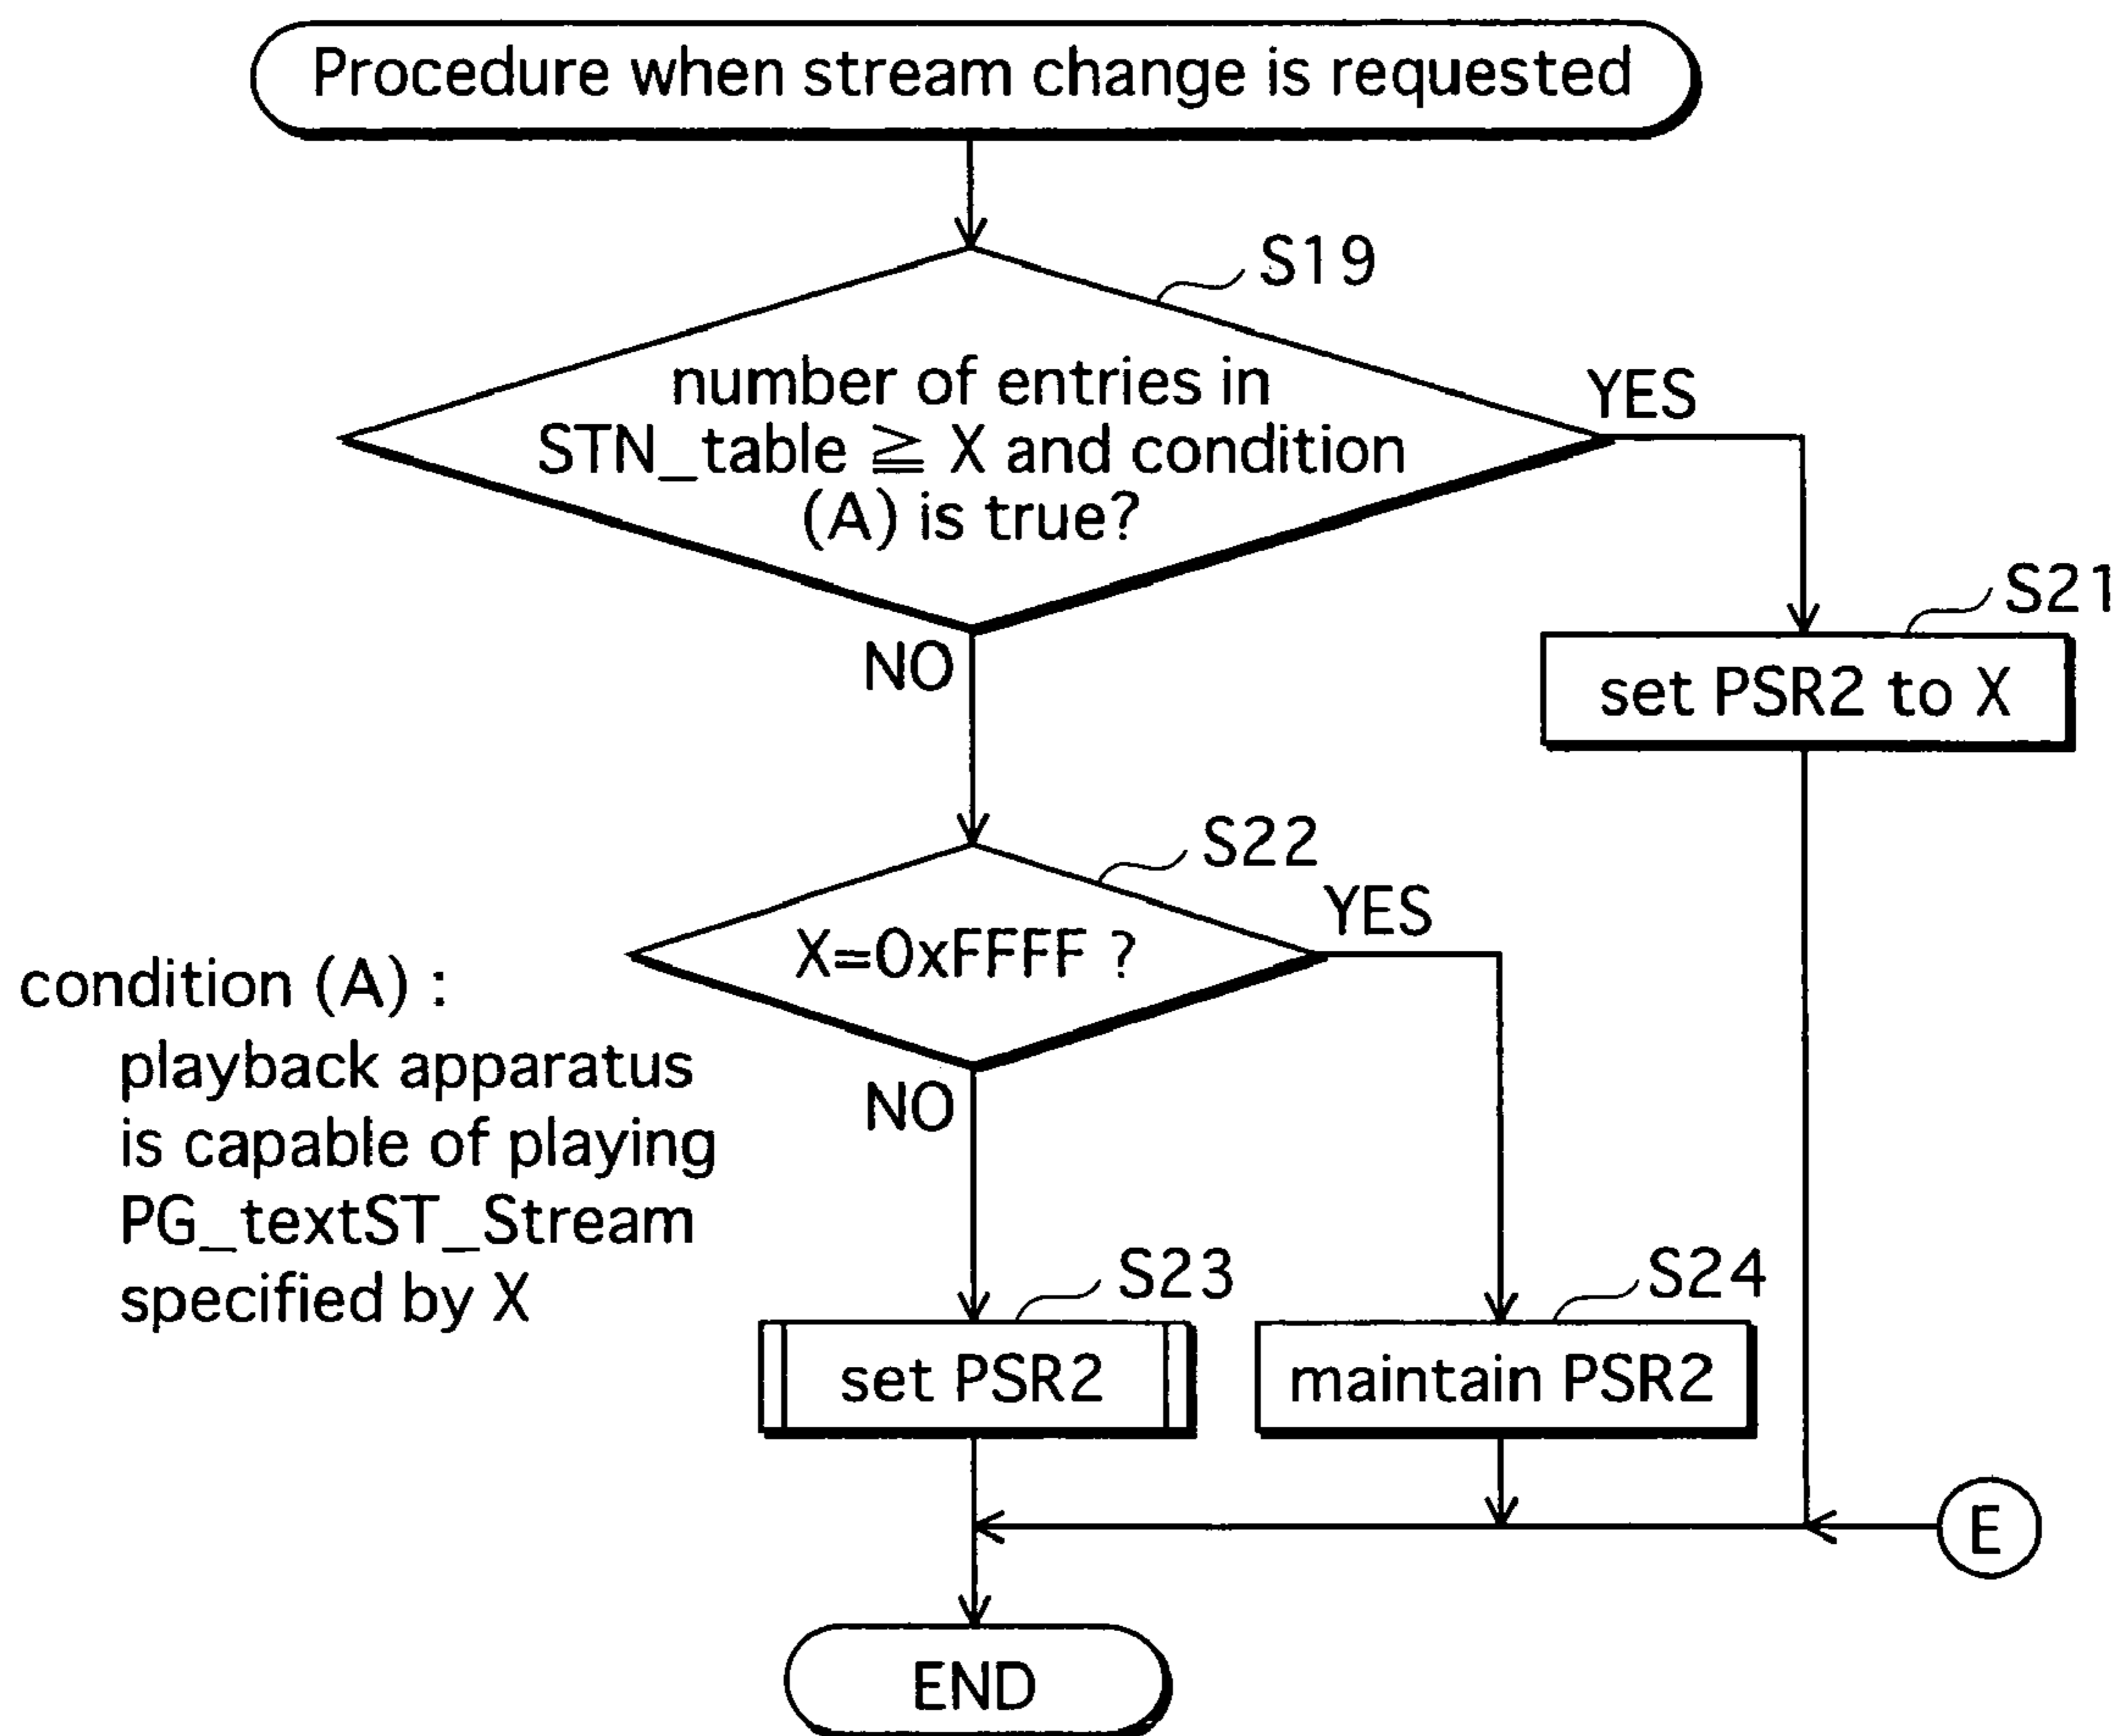 Procedure when stream change is requested
S19
number of entries in
STN_table ≧ X and condition
(A) is true?
YES
NO
S21
set PSR2 to X
S22
X=0xFFFF ?
YES
NO
condition (A) :
playback apparatus
is capable of playing
PG_textST_Stream
specified by X
S23
set PSR2
S24
maintain PSR2
E
END